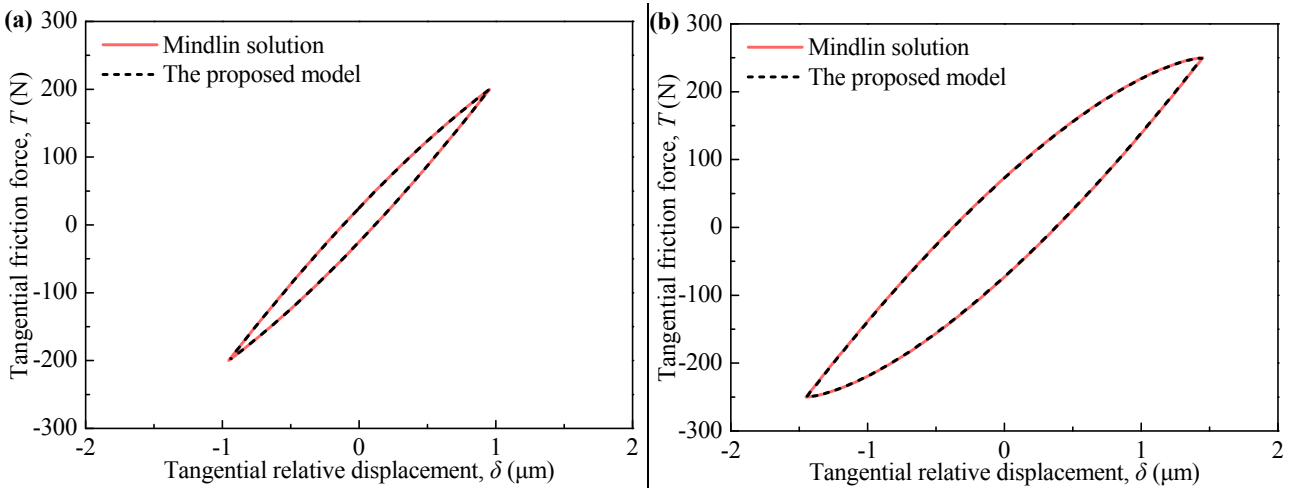 (a)
300
200
100
0
-100
-200
-300
-2
-1
0
1
2
Tangential friction force, T (N)
Tangential relative displacement, δ (μm)
Mindlin solution
The proposed model
(b)
300
200
100
0
-100
-200
-300
-2
-1
0
1
2
Tangential friction force, T (N)
Tangential relative displacement, δ (μm)
Mindlin solution
The proposed model